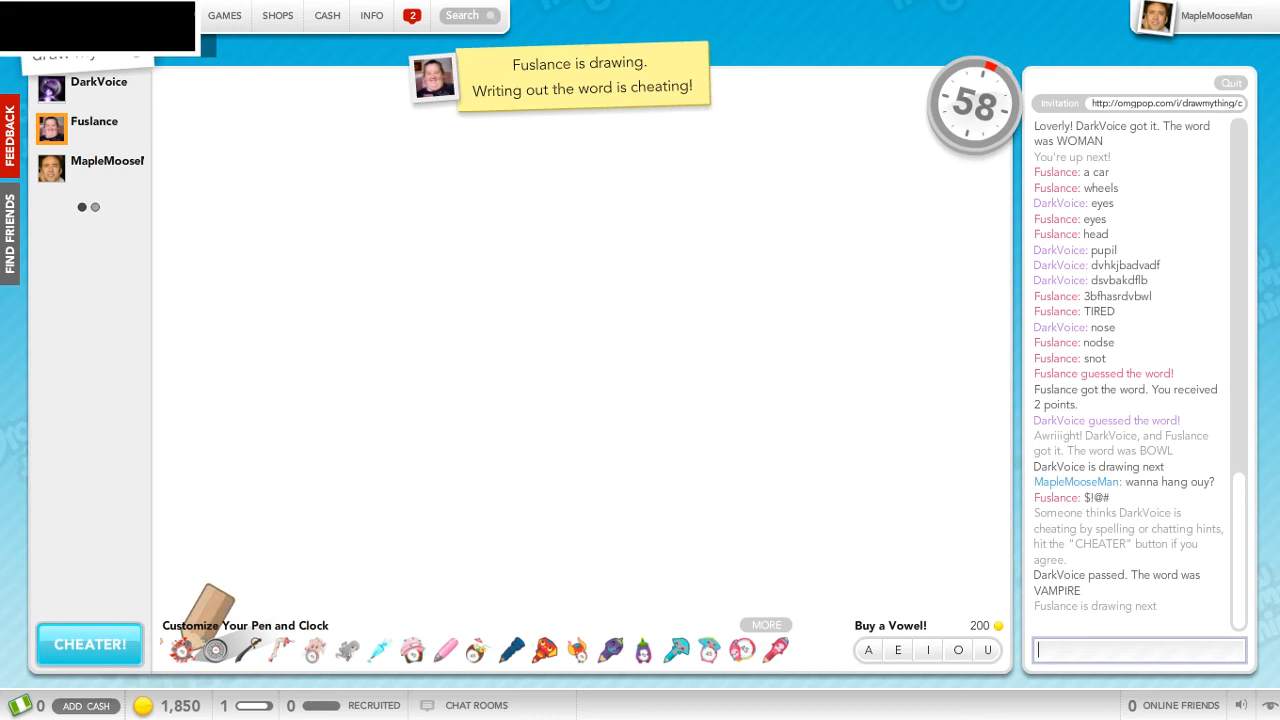 GAMES SHOPS CASH INFO 2 Search
MapleMooseMan
Fuslance is drawing.
Writing out the word is cheating!
58
FEEDBACK
FIND FRIENDS
DarkVoice
Fuslance
MapleMooseM
CHEATER!
Customize Your Pen and Clock
MORE
Buy a Vowel!
200
A E I O U
Quit
Invitation http://omgpop.com/i/drawmything/c
Loverly! DarkVoice got it. The word
was WOMAN
You're up next!
Fuslance: a car
Fuslance: wheels
DarkVoice: eyes
Fuslance: eyes
Fuslance: head
DarkVoice: pupil
DarkVoice: dvhkjbadvadf
DarkVoice: dsvbakdflb
Fuslance: 3bfhasrdvbwl
Fuslance: TIRED
DarkVoice: nose
Fuslance: nodse
Fuslance: snot
Fuslance guessed the word!
Fuslance got the word. You received
2 points.
DarkVoice guessed the word!
Awriiight! DarkVoice, and Fuslance
got it. The word was BOWL
DarkVoice is drawing next
MapleMooseMan: wanna hang ouy?
Fuslance: $!@#
Someone thinks DarkVoice is
cheating by spelling or chatting hints,
hit the "CHEATER" button if you
agree.
DarkVoice passed. The word was
VAMPIRE
Fuslance is drawing next
0 ADD CASH 1,850 1 0 RECRUITED CHAT ROOMS 0 ONLINE FRIENDS